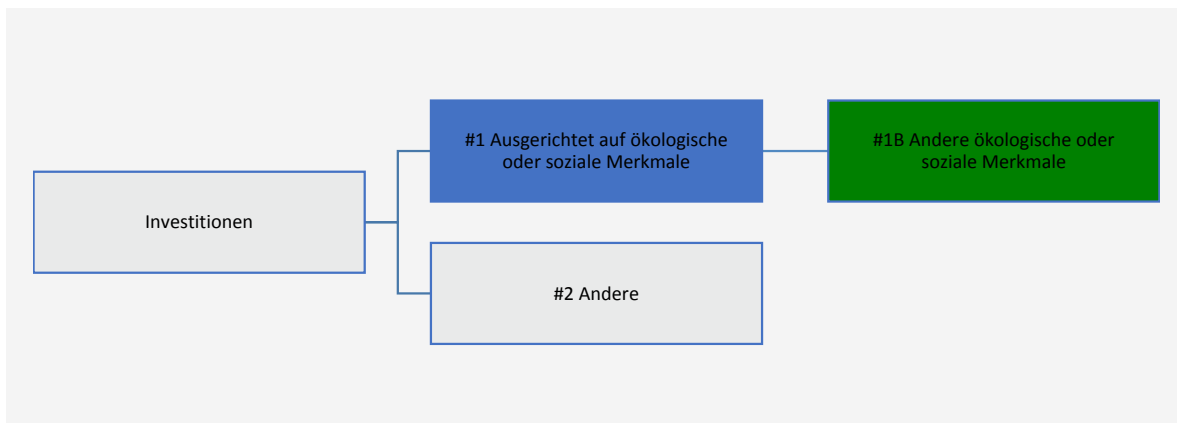 #1 Ausgerichtet auf ökologische
oder soziale Merkmale
#1B Andere ökologische oder
soziale Merkmale
Investitionen
#2 Andere